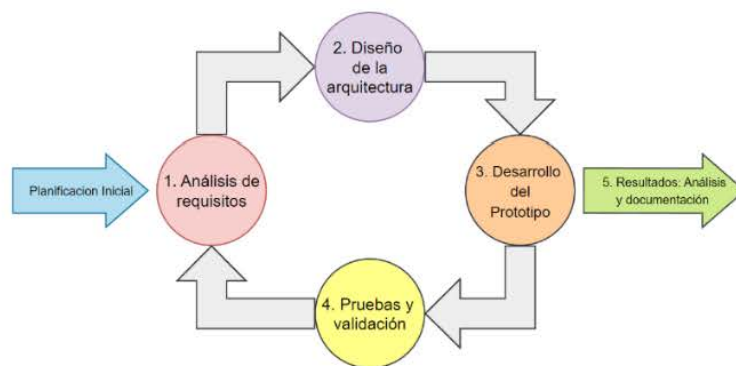 Planificacion Inicial
1. Análisis de
requisitos
2. Diseño
de la
arquitectura
3. Desarrollo
del
Prototipo
4. Pruebas y
validación
5. Resultados: Análisis
y documentación